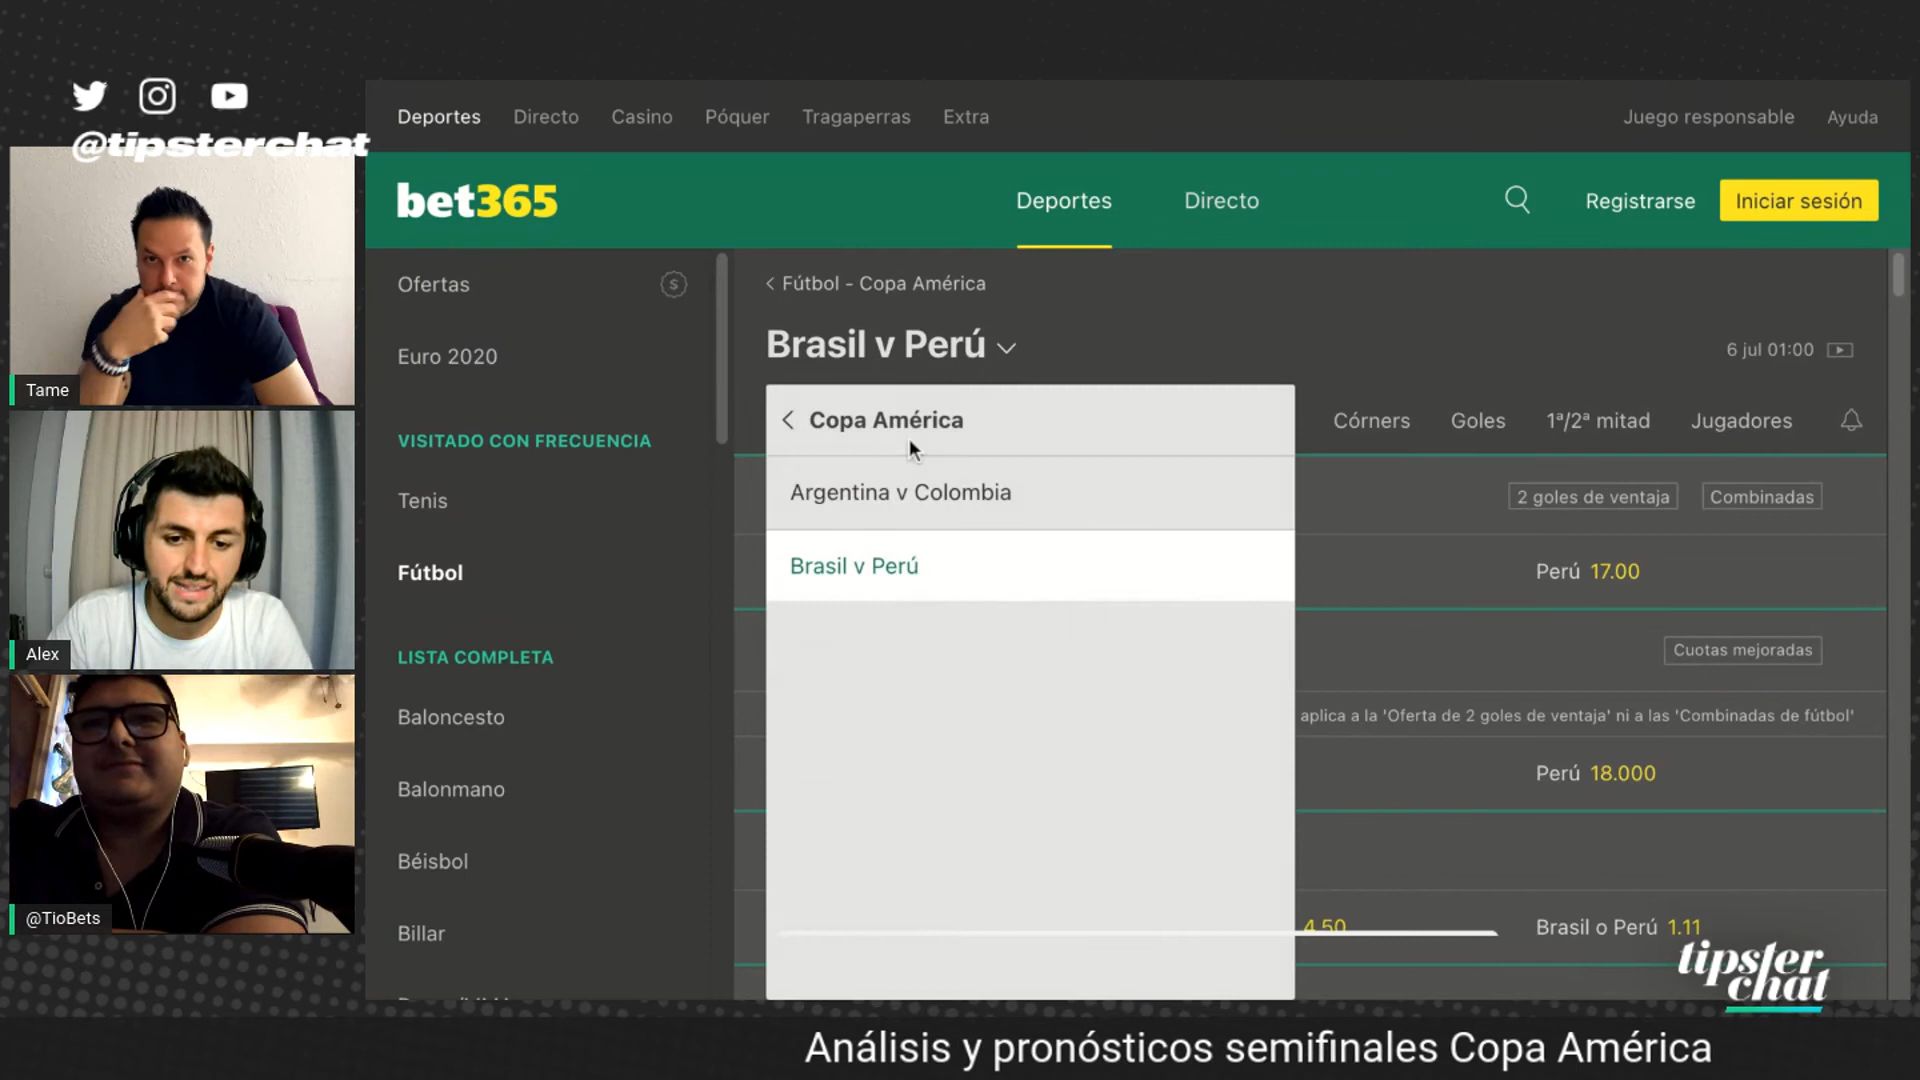 @tipsterchat
Tame
Alex
@TioBets
Deportes Directo Casino Póquer Tragaperras Extra Juego responsable Ayuda
bet365 Deportes Directo Registrarse Iniciar sesión
Ofertas S
Euro 2020
VISITADO CON FRECUENCIA
Tenis
Fútbol
LISTA COMPLETA
Baloncesto
Balonmano
Béisbol
Billar
< Fútbol - Copa América
Brasil v Perú
6 jul 01:00
Copa América
Argentina v Colombia
Brasil v Perú
Córners Goles 1ª/2ª mitad Jugadores
2 goles de ventaja Combinadas
Perú 17.00
Cuotas mejoradas
aplica a la 'Oferta de 2 goles de ventaja' ni a las 'Combinadas de fútbol'
Perú 18.000
4.50 Brasil o Perú 1.11
tipster
chat
Análisis y pronósticos semifinales Copa América